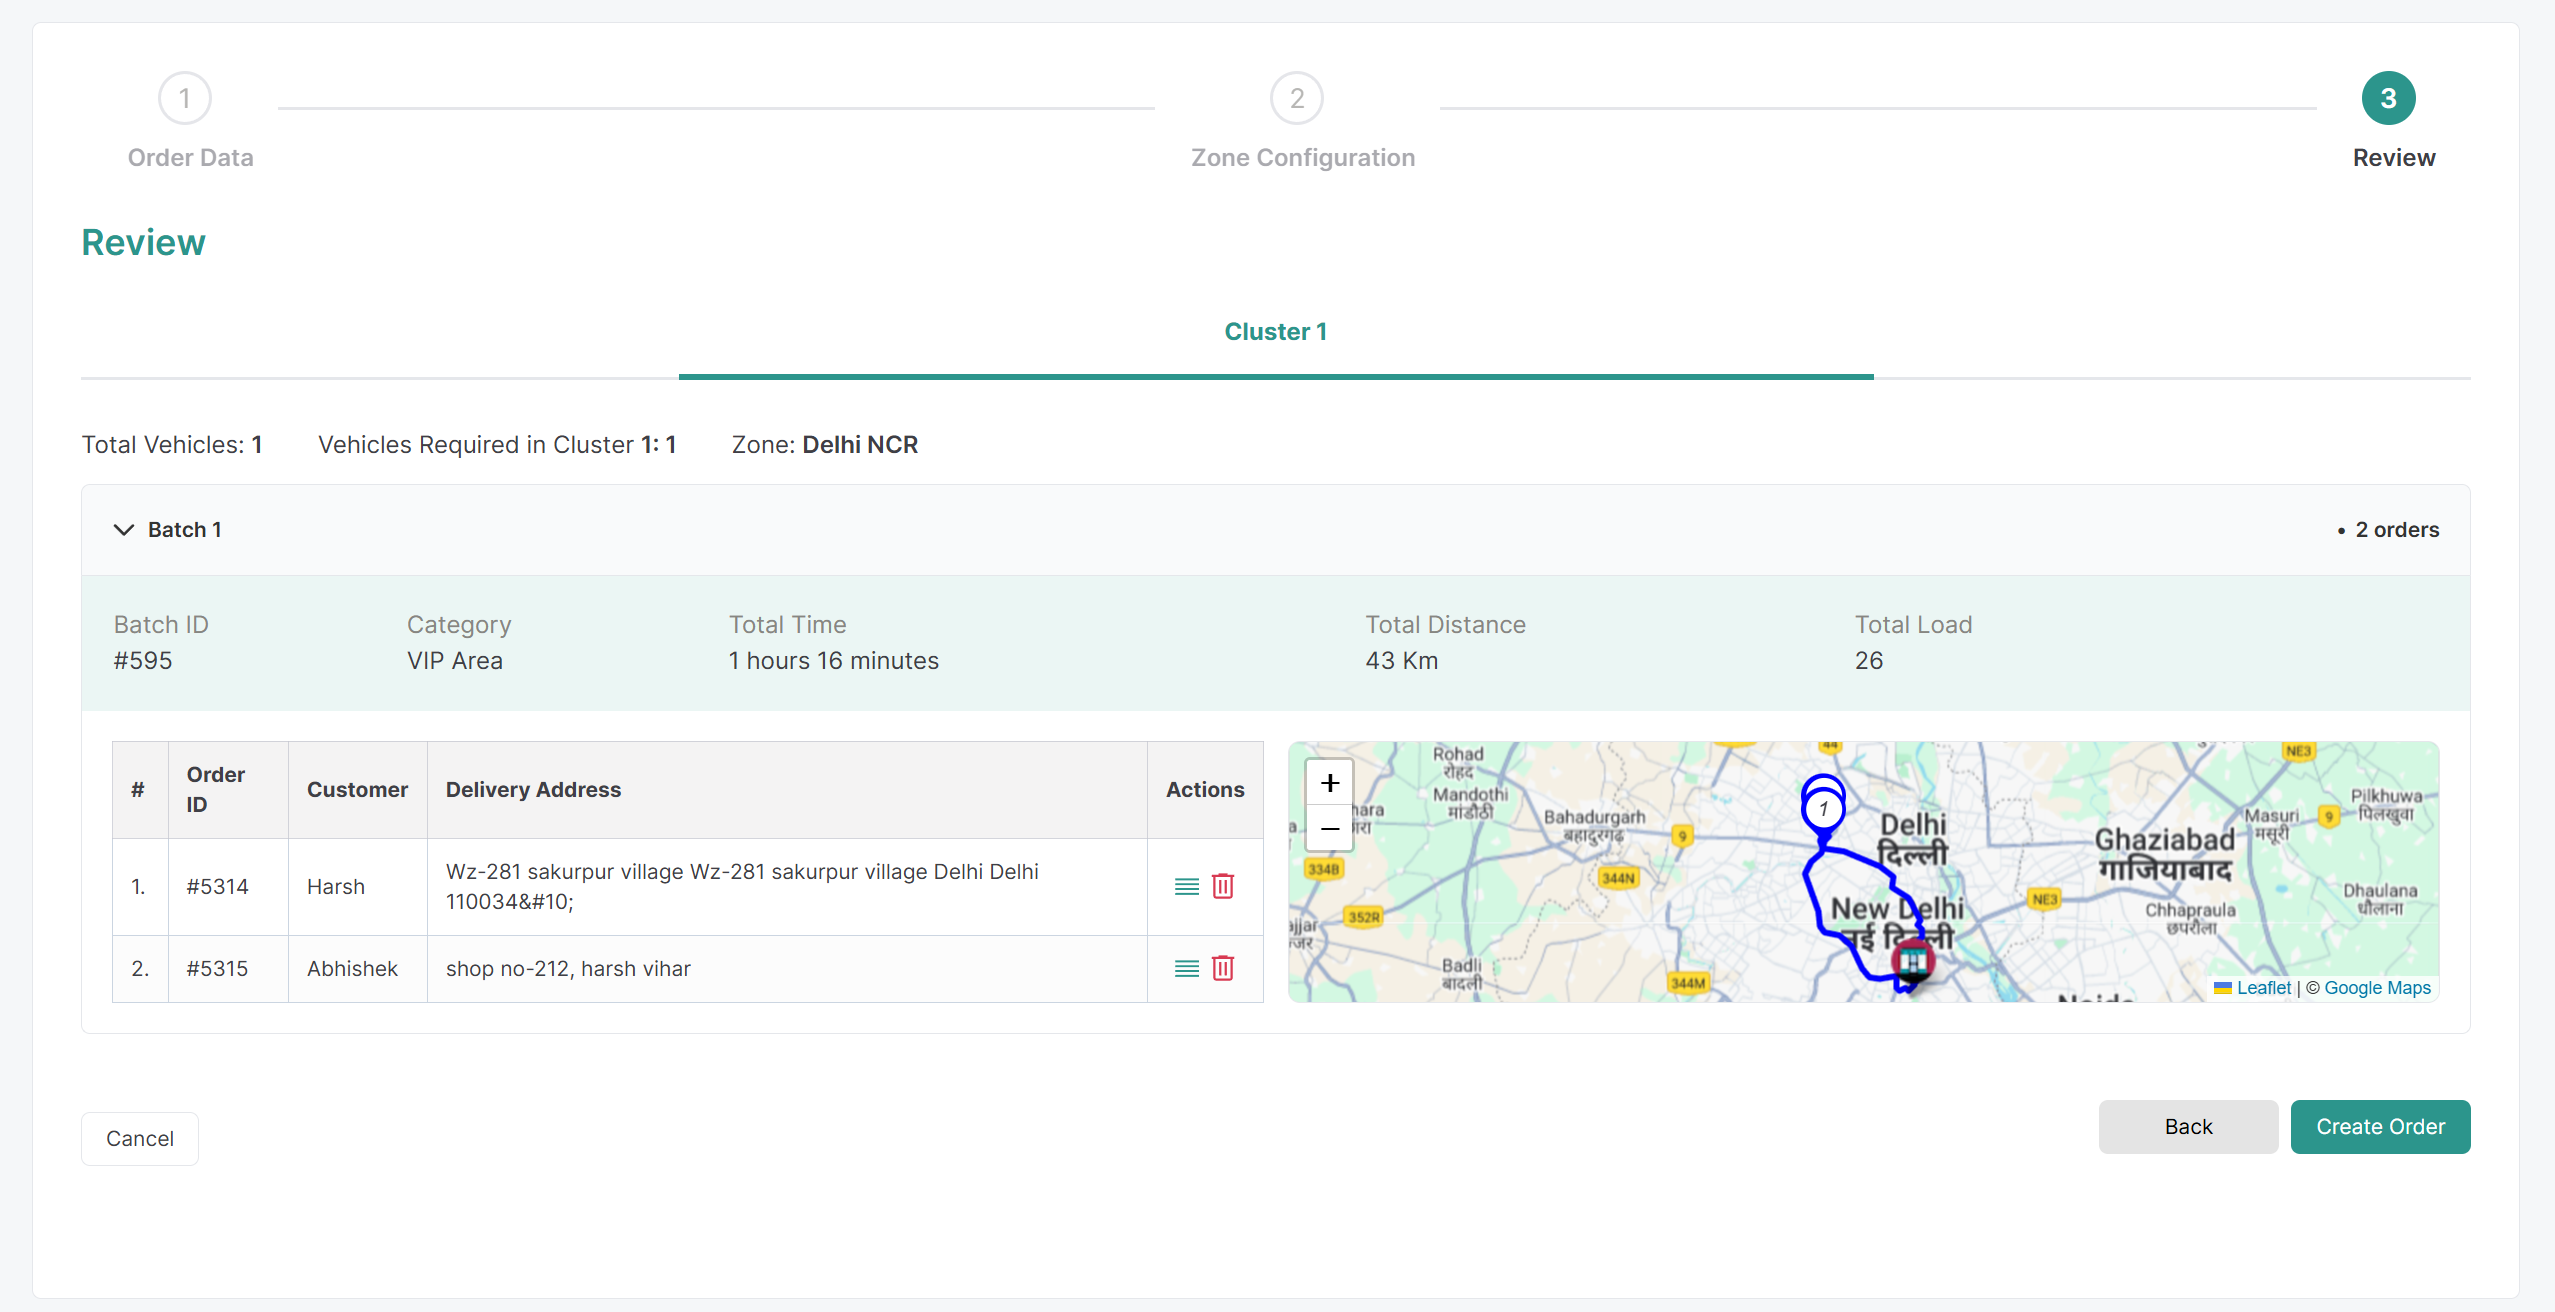 1
2
3
Order Data
Zone Configuration
Review
Review
Cluster 1
Total Vehicles: 1
Vehicles Required in Cluster 1: 1
Zone: Delhi NCR
Batch 1
• 2 orders
Batch ID
Category
Total Time
Total Distance
Total Load
#595
VIP Area
1 hours 16 minutes
43 Km
26
#
Order
ID
Customer
Delivery Address
Actions
1.
#5314
Harsh
Wz-281 sakurpur village Wz-281 sakurpur village Delhi Delhi
110034&#10;
2.
#5315
Abhishek
shop no-212, harsh vihar
+
−
Rohad
रोहद
Mandothi
मांडोठी
Bahadurgarh
बहादुरगढ़
9
334B
344N
352R
Badli
बादली
344M
44
1
Delhi
दिल्ली
New Delhi
नई दिल्ली
Ghaziabad
गाजियाबाद
NE3
Masuri
मसूरी
9
Pilkhuwa
पिलखुवा
NE3
Chhapraula
छपरौला
Dhaulana
धौलाना
Leaflet | © Google Maps
Cancel
Back
Create Order